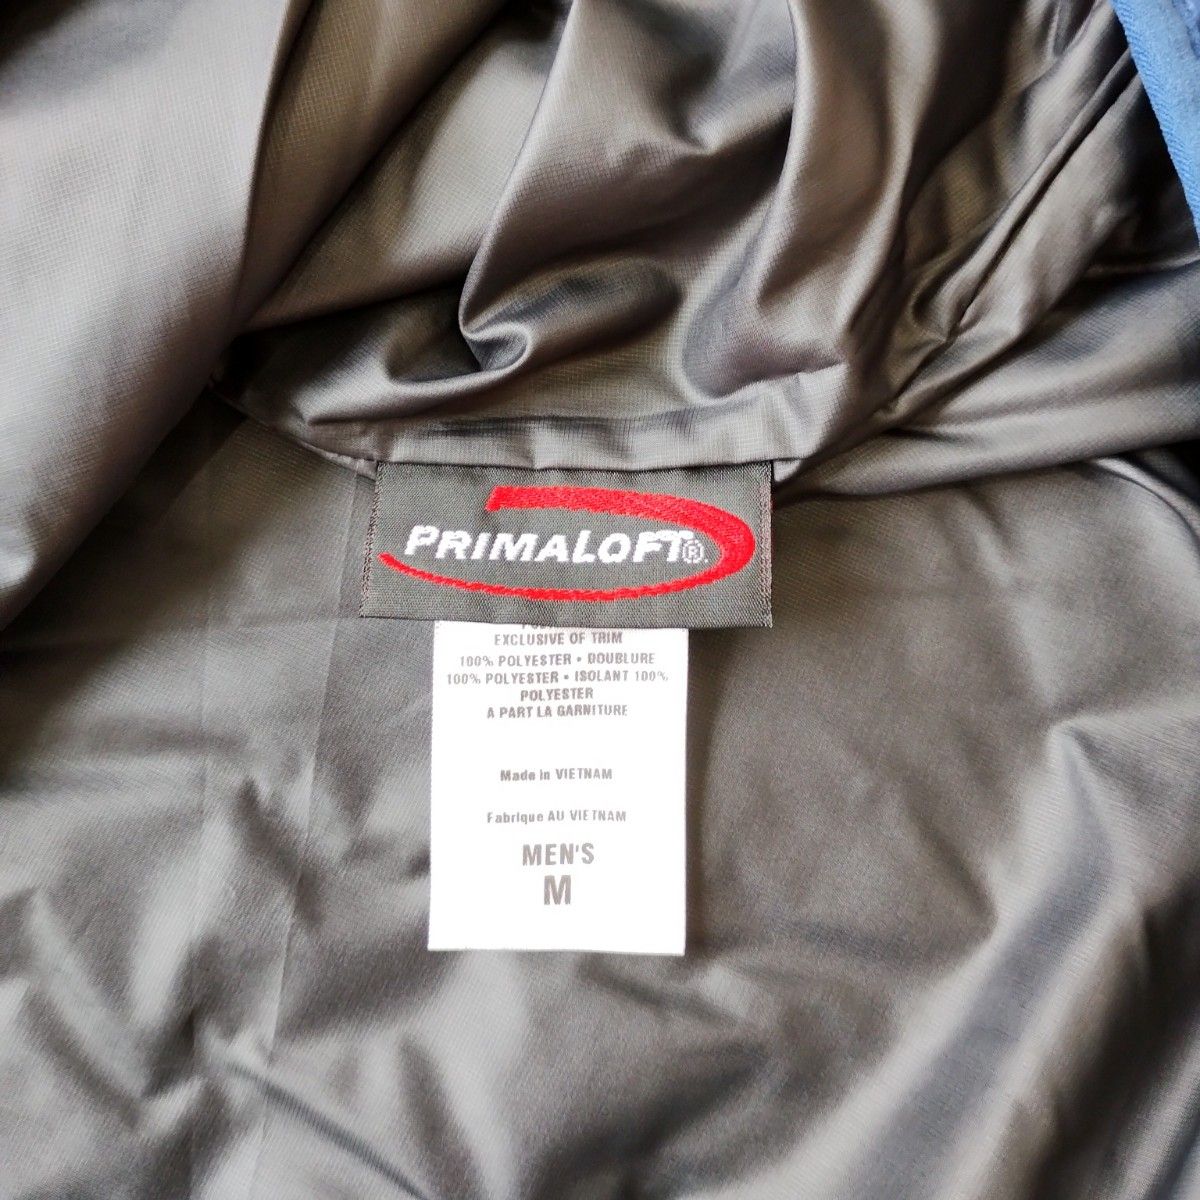 PRIMALOFT®
EXCLUSIVE OF TRIM
100% POLYESTER • DOUBLURE
100% POLYESTER • ISOLANT 100%
POLYESTER
A PART LA GARNITURE
Made in VIETNAM
Fabrique AU VIETNAM
MEN'S
M